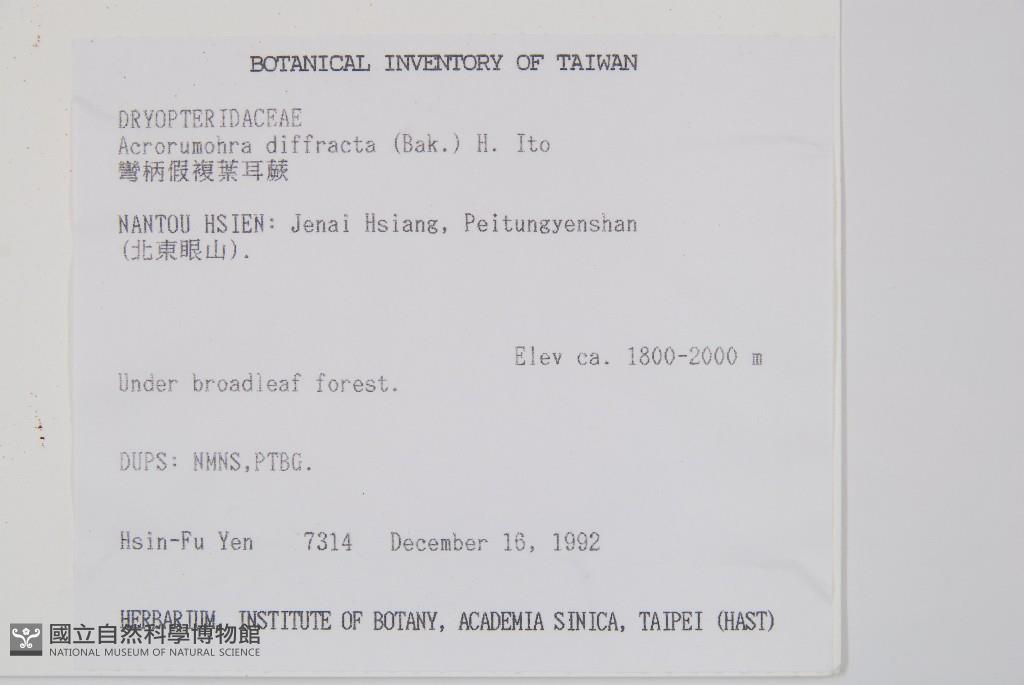 BOTANICAL INVENTORY OF TAIWAN
DRYOPTERIDACEAE
Acrorumohra diffracta (Bak.) H. Ito
彎柄假複葉耳蕨
NANTOU HSIEN: Jenai Hsiang, Peitungyenshan
(北東眼山).
Elev ca. 1800-2000 m
Under broadleaf forest.
DUPS: NMNS,PTBG.
Hsin-Fu Yen 7314 December 16, 1992
HERBARIUM, INSTITUTE OF BOTANY, ACADEMIA SINICA, TAIPEI (HAST)
國立自然科學博物館
NATIONAL MUSEUM OF NATURAL SCIENCE